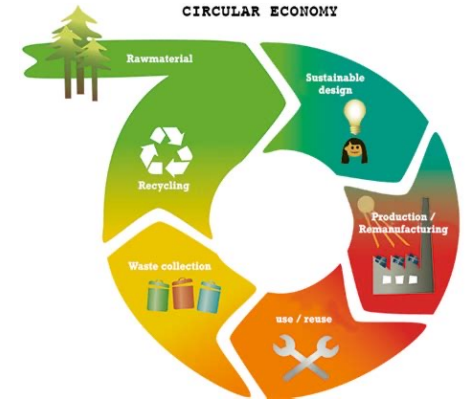 CIRCULAR ECONOMY
Rawmaterial
Sustainable
design
Production /
Remanufacturing
use / reuse
Waste collection
Recycling